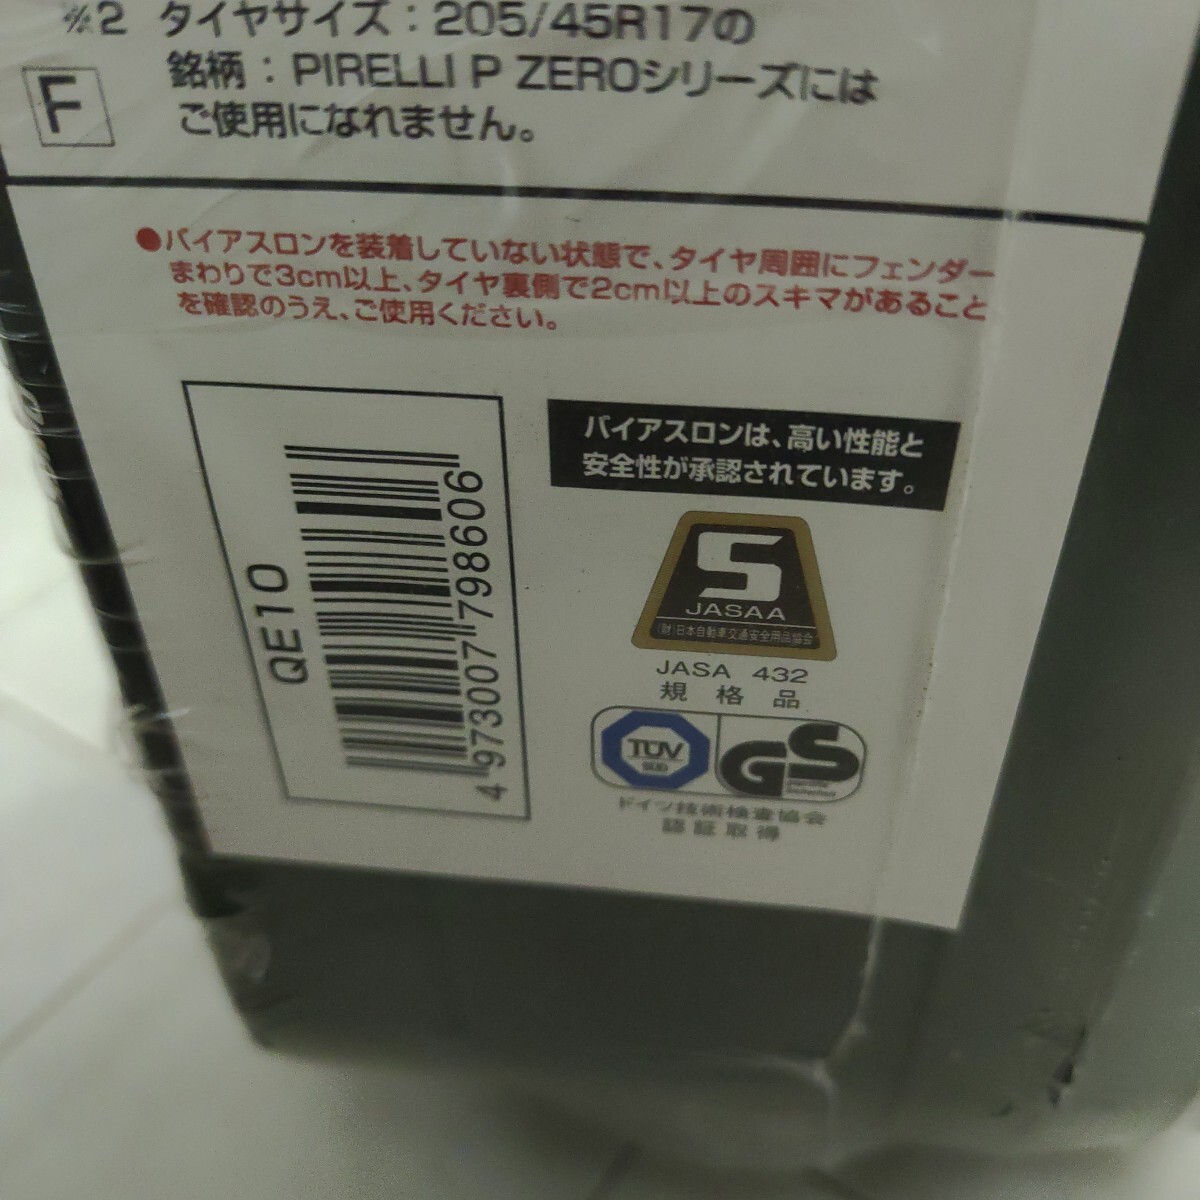 ※2 タイヤサイズ：205/45R17の
銘柄：PIRELLI P ZEROシリーズには
ご使用になれません。
F
●バイアスロンを装着していない状態で、タイヤ周囲にフェンダー
まわりで3cm以上、タイヤ裏側で2cm以上のスキマがあること
を確認のうえ、ご使用ください。
QE10
4 973007 798606
バイアスロンは、高い性能と
安全性が承認されています。
S
JASAA
(財)日本自動車交通安全用品協会
JASA 432
規格品
TÜV
SÜD
GS
ドイツ技術検査協会
認証取得